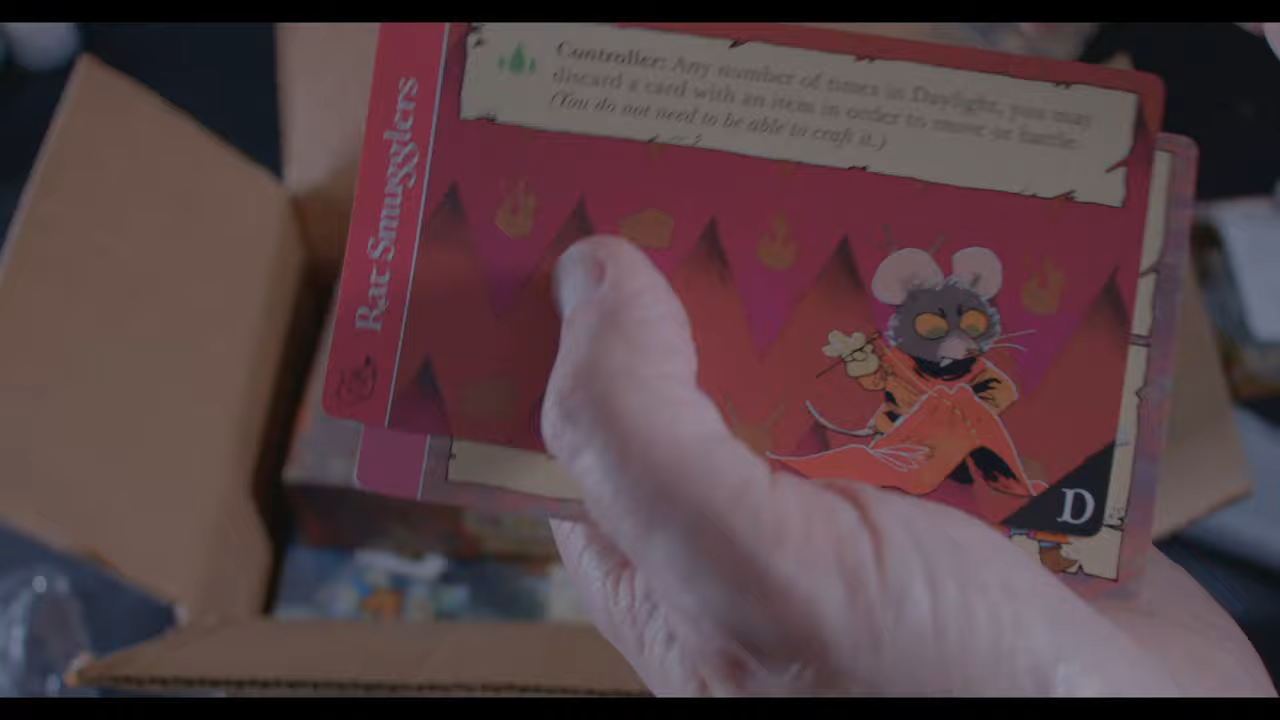 Rat Smugglers
Controller: Any number of times in Daylight, you may
discard a card with an item in order to move or battle.
(You do not need to be able to craft it.)
D